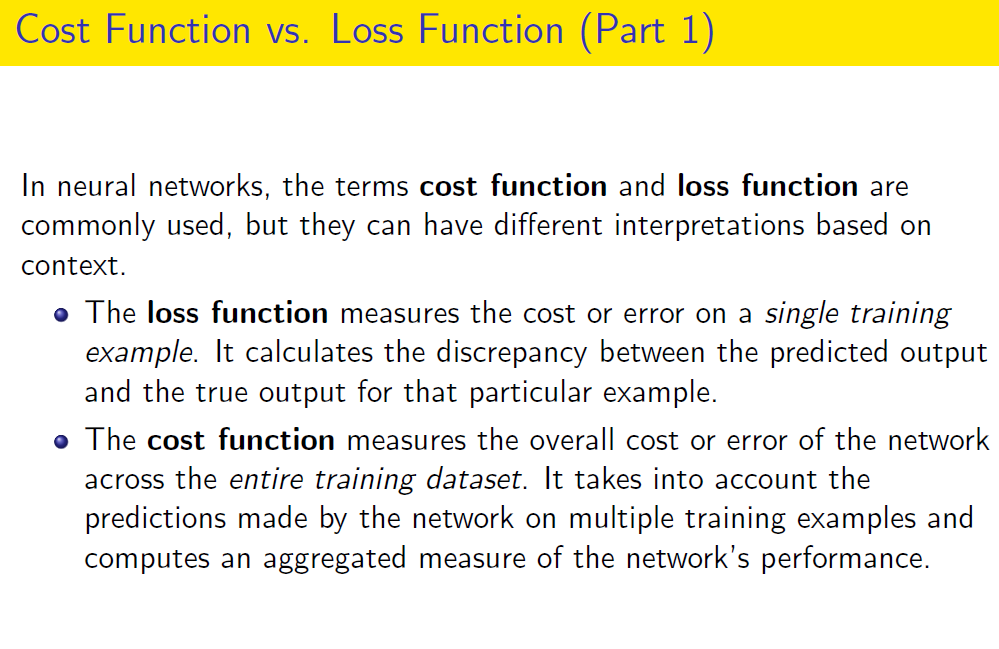 Cost Function vs. Loss Function (Part 1)
In neural networks, the terms cost function and loss function are
commonly used, but they can have different interpretations based on
context.
The loss function measures the cost or error on a single training
example. It calculates the discrepancy between the predicted output
and the true output for that particular example.
The cost function measures the overall cost or error of the network
across the entire training dataset. It takes into account the
predictions made by the network on multiple training examples and
computes an aggregated measure of the network's performance.